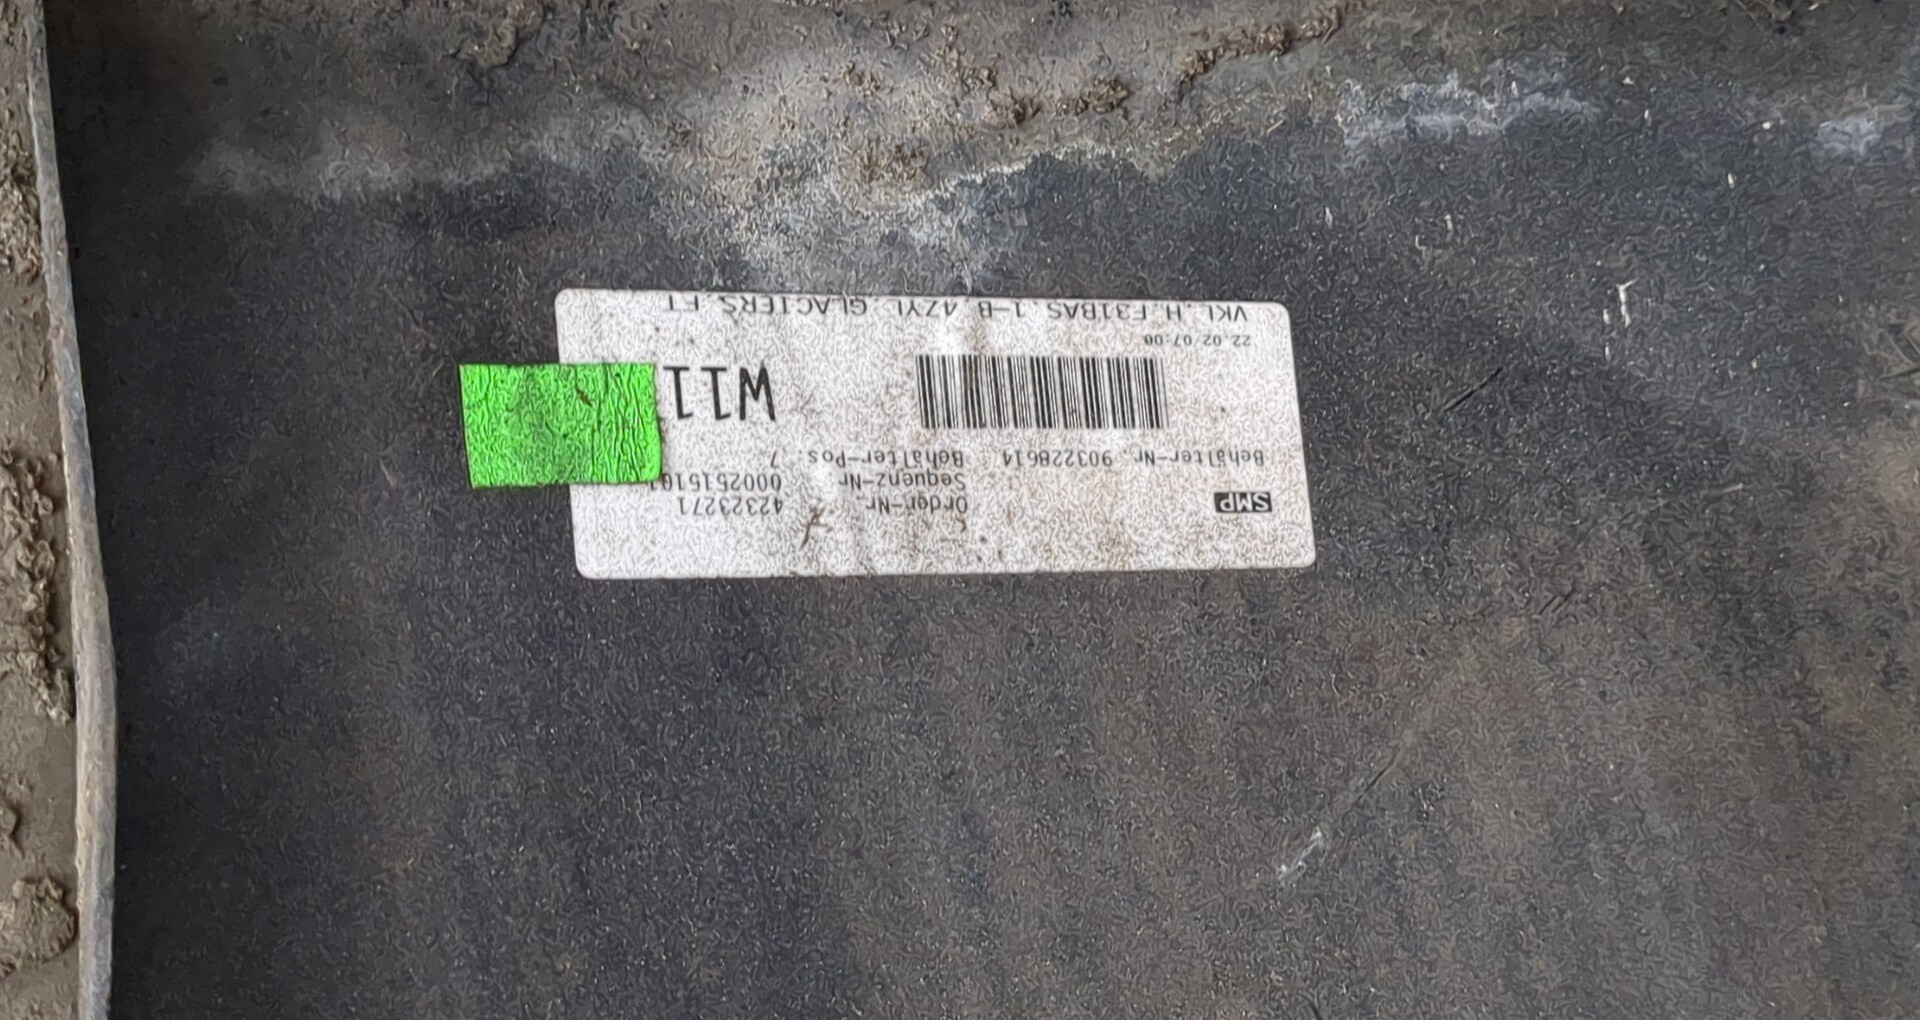 SMP
Order-Nr. 42323271
Sequenz-Nr
Behälter-Nr. 903228614 Behälter-Pos. 7
W11
22.02 07:00
VKL.H.F31BAS 1-B 4ZYL GLACIERS.FT